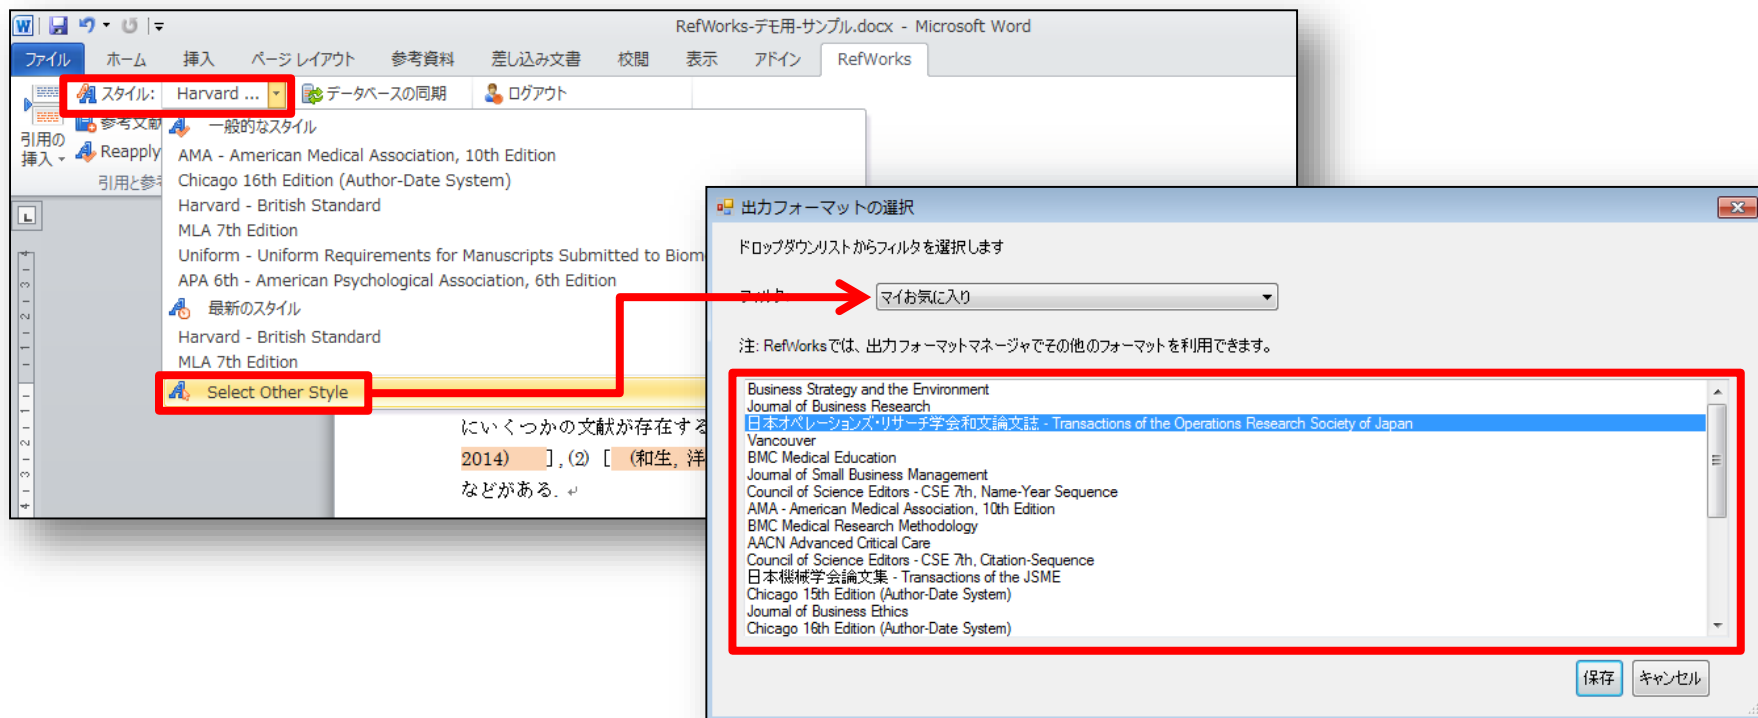 RefWorks-デモ用-サンプル.docx - Microsoft Word
ファイル ホーム 挿入 ページ レイアウト 参考資料 差し込み文書 校閲 表示 アドイン RefWorks
スタイル: Harvard ... データベースの同期 ログアウト
参考文献
引用の
挿入
Reapply
引用と参考
一般的なスタイル
AMA - American Medical Association, 10th Edition
Chicago 16th Edition (Author-Date System)
Harvard - British Standard
MLA 7th Edition
Uniform - Uniform Requirements for Manuscripts Submitted to Biom
APA 6th - American Psychological Association, 6th Edition
最新のスタイル
Harvard - British Standard
MLA 7th Edition
Select Other Style
にいくつかの文献が存在する
2014) ],(2) [ (和生, 洋
などがある.
出力フォーマットの選択
ドロップダウンリストからフィルタを選択します
マイお気に入り
注: RefWorksでは、出力フォーマットマネージャでその他のフォーマットを利用できます。
Business Strategy and the Environment
Journal of Business Research
日本オペレーションズ・リサーチ学会和文論文誌 - Transactions of the Operations Research Society of Japan
Vancouver
BMC Medical Education
Journal of Small Business Management
Council of Science Editors - CSE 7th, Name-Year Sequence
AMA - American Medical Association, 10th Edition
BMC Medical Research Methodology
AACN Advanced Critical Care
Council of Science Editors - CSE 7th, Citation-Sequence
日本機械学会論文集 - Transactions of the JSME
Chicago 15th Edition (Author-Date System)
Journal of Business Ethics
Chicago 16th Edition (Author-Date System)
保存 キャンセル